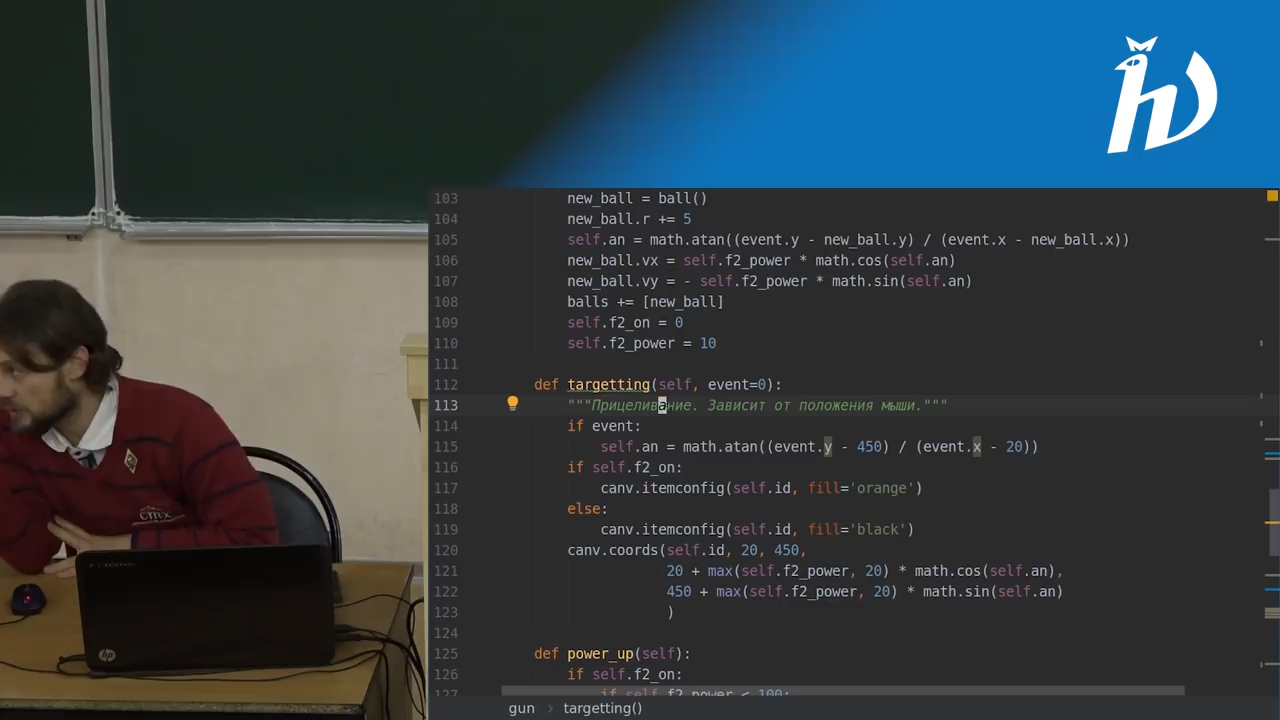 103 new_ball = ball()
104 new_ball.r += 5
105 self.an = math.atan((event.y - new_ball.y) / (event.x - new_ball.x))
106 new_ball.vx = self.f2_power * math.cos(self.an)
107 new_ball.vy = - self.f2_power * math.sin(self.an)
108 balls += [new_ball]
109 self.f2_on = 0
110 self.f2_power = 10
111
112 def targetting(self, event=0):
113 """Прицеливание. Зависит от положения мыши."""
114 if event:
115 self.an = math.atan((event.y - 450) / (event.x - 20))
116 if self.f2_on:
117 canv.itemconfig(self.id, fill='orange')
118 else:
119 canv.itemconfig(self.id, fill='black')
120 canv.coords(self.id, 20, 450,
121 20 + max(self.f2_power, 20) * math.cos(self.an),
122 450 + max(self.f2_power, 20) * math.sin(self.an)
123 )
124
125 def power_up(self):
126 if self.f2_on:
127 if self.f2_power < 100:
gun > targetting()
hp